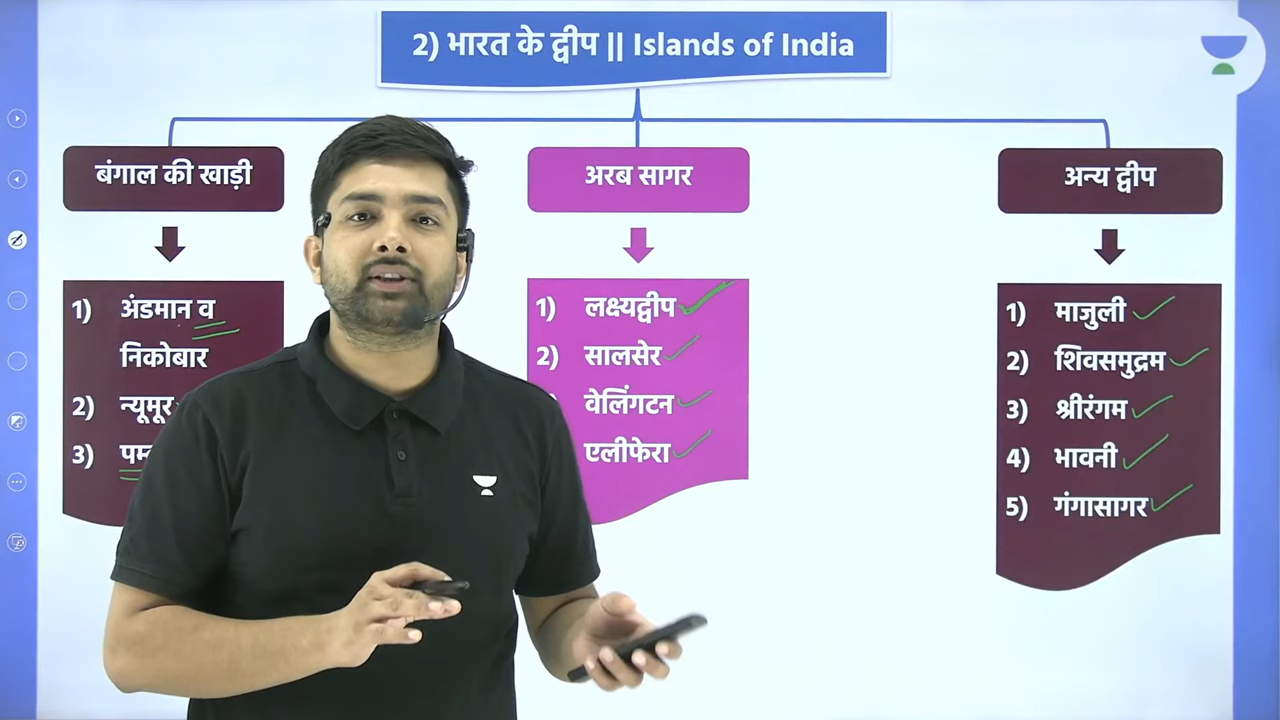 2) भारत के द्वीप || Islands of India
बंगाल की खाड़ी
1) अंडमान व
निकोबार
2) न्यूमूर
3)
अरब सागर
1) लक्ष्यद्वीप
2) सालसेर
वेलिंगटन
एलीफेरा
अन्य द्वीप
1) माजुली
2) शिवसमुद्रम
3) श्रीरंगम
4) भावनी
5) गंगासागर